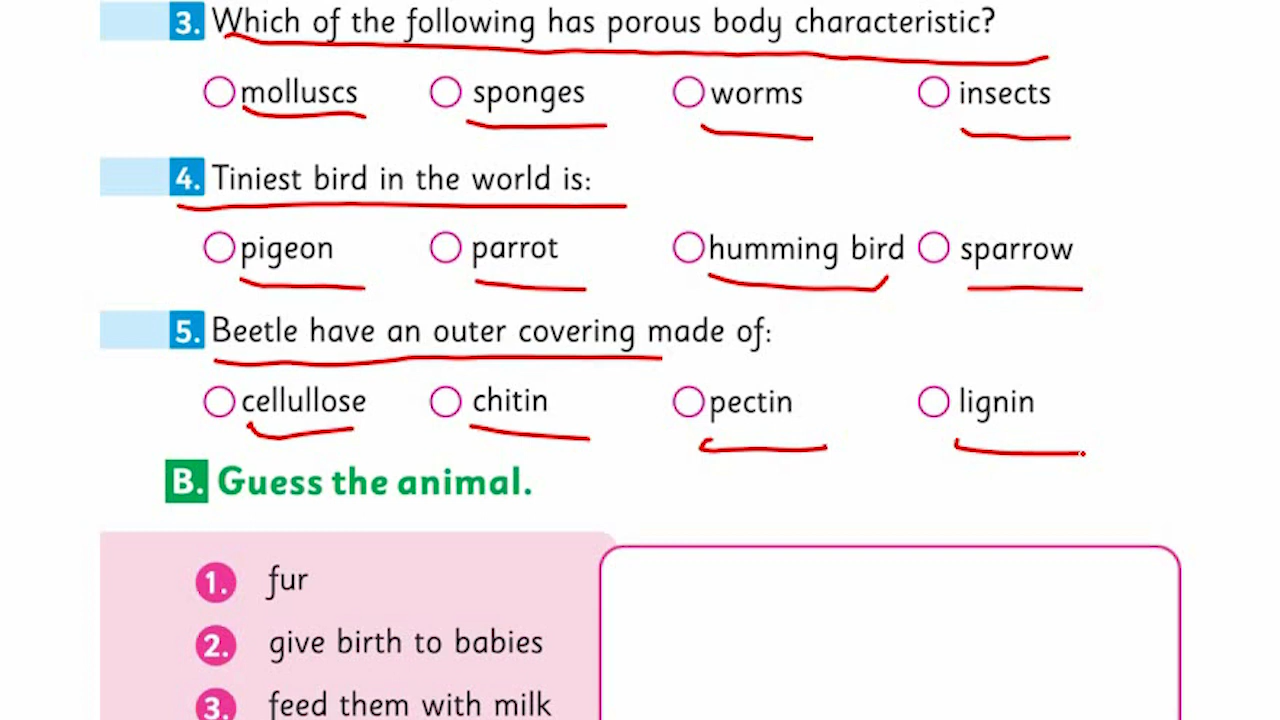 3. Which of the following has porous body characteristic?
molluscs sponges worms insects
4. Tiniest bird in the world is:
pigeon parrot humming bird sparrow
5. Beetle have an outer covering made of:
cellullose chitin pectin lignin
B. Guess the animal.
1. fur
2. give birth to babies
3. feed them with milk